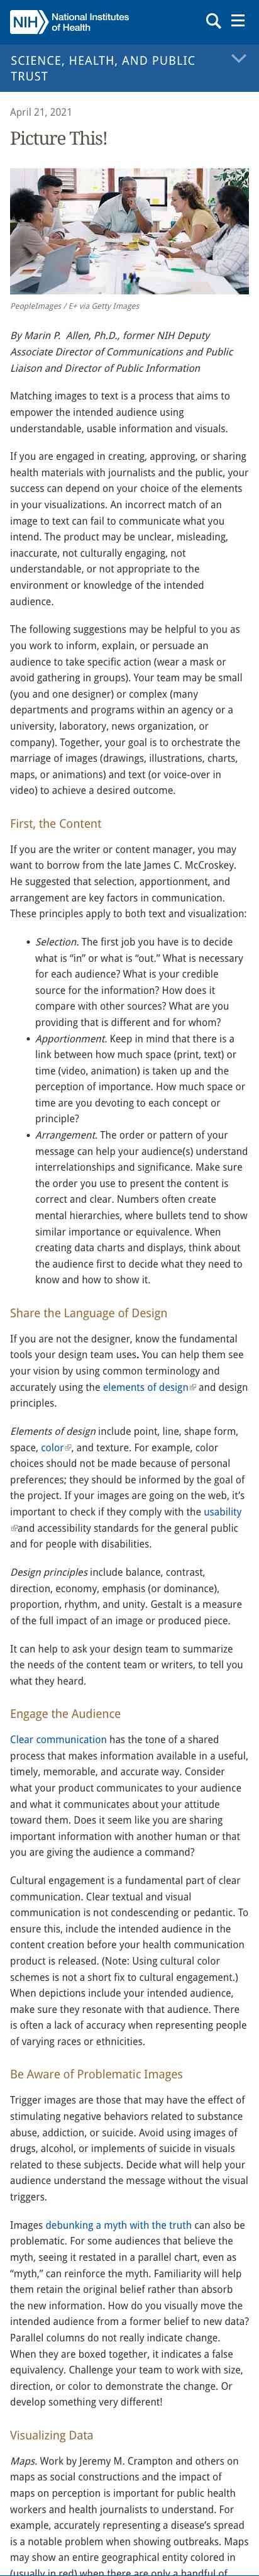 NIH National Institutes
of Health
SCIENCE, HEALTH, AND PUBLIC
TRUST
April 21, 2021
Picture This!
PeopleImages / E+ via Getty Images
By Marin P.  Allen, Ph.D., former NIH Deputy
Associate Director of Communications and Public
Liaison and Director of Public Information
Matching images to text is a process that aims to
empower the intended audience using
understandable, usable information and visuals.
If you are engaged in creating, approving, or sharing
health materials with journalists and the public, your
success can depend on your choice of the elements
in your visualizations. An incorrect match of an
image to text can fail to communicate what you
intend. The product may be unclear, misleading,
inaccurate, not culturally engaging, not
understandable, or not appropriate to the
environment or knowledge of the intended
audience.
The following suggestions may be helpful to you as
you work to inform, explain, or persuade an
audience to take specific action (wear a mask or
avoid gathering in groups). Your team may be small
(you and one designer) or complex (many
departments and programs within an agency or a
university, laboratory, news organization, or
company). Together, your goal is to orchestrate the
marriage of images (drawings, illustrations, charts,
maps, or animations) and text (or voice-over in
video) to achieve a desired outcome.
First, the Content
If you are the writer or content manager, you may
want to borrow from the late James C. McCroskey.
He suggested that selection, apportionment, and
arrangement are key factors in communication.
These principles apply to both text and visualization:
• Selection. The first job you have is to decide
what is “in” or what is “out.” What is necessary
for each audience? What is your credible
source for the information? How does it
compare with other sources? What are you
providing that is different and for whom?
• Apportionment. Keep in mind that there is a
link between how much space (print, text) or
time (video, animation) is taken up and the
perception of importance. How much space or
time are you devoting to each concept or
principle?
• Arrangement. The order or pattern of your
message can help your audience(s) understand
interrelationships and significance. Make sure
the order you use to present the content is
correct and clear. Numbers often create
mental hierarchies, where bullets tend to show
similar importance or equivalence. When
creating data charts and displays, think about
the audience first to decide what they need to
know and how to show it.
Share the Language of Design
If you are not the designer, know the fundamental
tools your design team uses. You can help them see
your vision by using common terminology and
accurately using the elements of design and design
principles.
Elements of design include point, line, shape form,
space, color, and texture. For example, color
choices should not be made because of personal
preferences; they should be informed by the goal of
the project. If your images are going on the web, it’s
important to check if they comply with the usability
and accessibility standards for the general public
and for people with disabilities.
Design principles include balance, contrast,
direction, economy, emphasis (or dominance),
proportion, rhythm, and unity. Gestalt is a measure
of the full impact of an image or produced piece.
It can help to ask your design team to summarize
the needs of the content team or writers, to tell you
what they heard.
Engage the Audience
Clear communication has the tone of a shared
process that makes information available in a useful,
timely, memorable, and accurate way. Consider
what your product communicates to your audience
and what it communicates about your attitude
toward them. Does it seem like you are sharing
important information with another human or that
you are giving the audience a command?
Cultural engagement is a fundamental part of clear
communication. Clear textual and visual
communication is not condescending or pedantic. To
ensure this, include the intended audience in the
content creation before your health communication
product is released. (Note: Using cultural color
schemes is not a short fix to cultural engagement.)
When depictions include your intended audience,
make sure they resonate with that audience. There
is often a lack of accuracy when representing people
of varying races or ethnicities.
Be Aware of Problematic Images
Trigger images are those that may have the effect of
stimulating negative behaviors related to substance
abuse, addiction, or suicide. Avoid using images of
drugs, alcohol, or implements of suicide in visuals
related to these subjects. Decide what will help your
audience understand the message without the visual
triggers.
Images debunking a myth with the truth can also be
problematic. For some audiences that believe the
myth, seeing it restated in a parallel chart, even as
“myth,” can reinforce the myth. Familiarity will help
them retain the original belief rather than absorb
the new information. How do you visually move the
intended audience from a former belief to new data?
Parallel columns do not really indicate change.
When they are boxed together, it indicates a false
equivalency. Challenge your team to work with size,
direction, or color to demonstrate the change. Or
develop something very different!
Visualizing Data
Maps. Work by Jeremy M. Crampton and others on
maps as social constructions and the impact of
maps on perception is important for public health
workers and health journalists to understand. For
example, accurately representing a disease’s spread
is a notable problem when showing outbreaks. Maps
may show an entire geographical entity colored in
(usually in red) when there are only a handful of